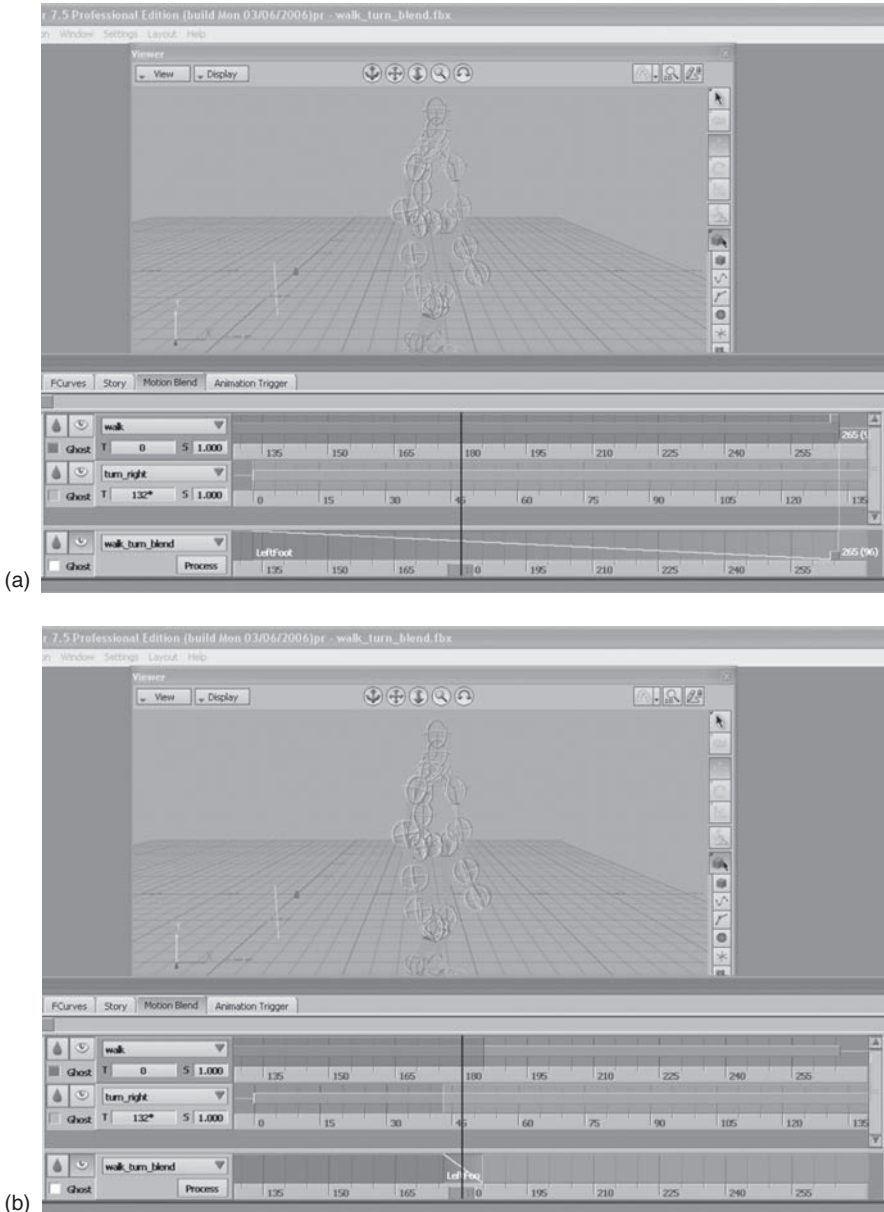 r 7.5 Professional Edition (build Mon 03/06/2006)pr - walk_turn_blend.fbx
on Window Settings Layout Help
Viewer
View Display
Y
X
FCurves Story Motion Blend Animation Trigger
walk
265 (9
Ghost T 0 S 1.000 135 150 165 180 195 210 225 240 255
turn_right
Ghost T 132* S 1.000 0 15 30 45 60 75 90 105 120 135
walk_turn_blend
LeftFoot
265 (96)
(a)
Ghost Process 135 150 165 0 195 210 225 240 255
r 7.5 Professional Edition (build Mon 03/06/2006)pr - walk_turn_blend.fbx
on Window Settings Layout Help
Viewer
View Display
Y
X
FCurves Story Motion Blend Animation Trigger
walk
Ghost T 0 S 1.000 135 150 165 180 195 210 225 240 255
turn_right
Ghost T 132* S 1.000 0 15 30 45 60 75 90 105 120 135
walk_turn_blend
LeftFoo
(b)
Ghost Process 135 150 165 0 195 210 225 240 255